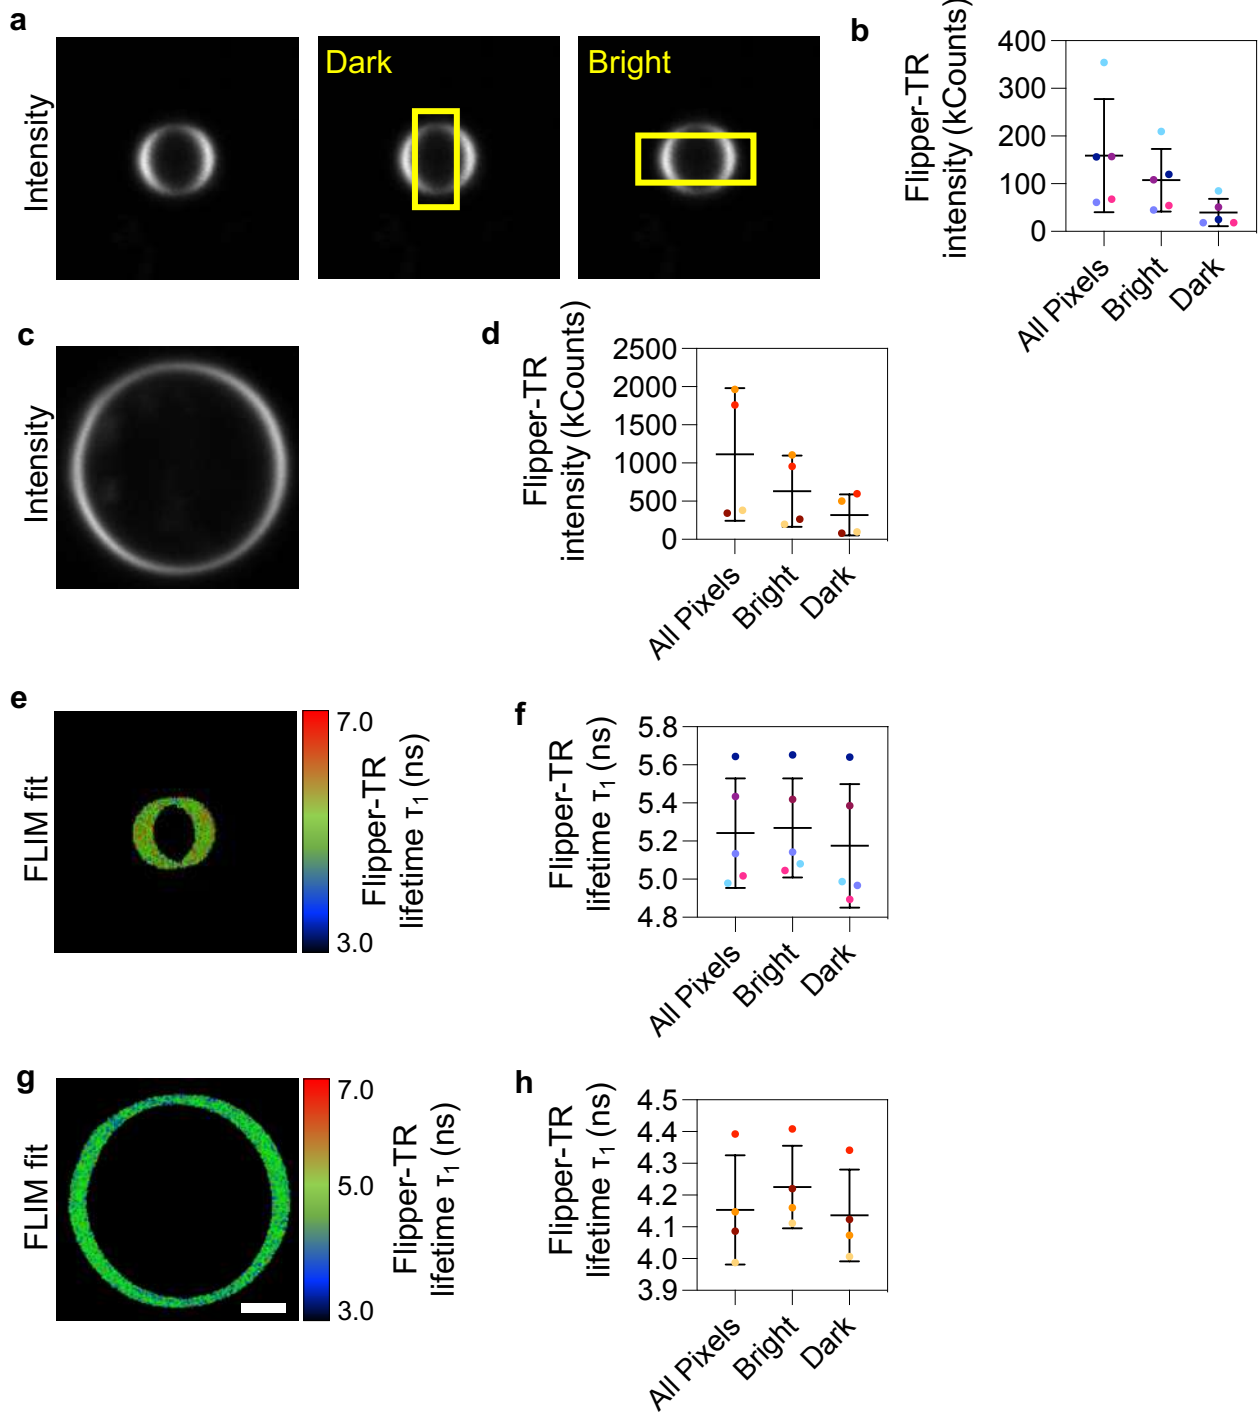 a
Intensity
Dark
Bright
b
Flipper-TR
intensity (kCounts)
400
300
200
100
0
All Pixels
Bright
Dark
c
Intensity
d
Flipper-TR
intensity (kCounts)
2500
2000
1500
1000
500
0
All Pixels
Bright
Dark
e
FLIM fit
7.0
3.0
Flipper-TR
lifetime τ1 (ns)
f
Flipper-TR
lifetime τ1 (ns)
5.8
5.6
5.4
5.2
5.0
4.8
All Pixels
Bright
Dark
g
FLIM fit
7.0
5.0
3.0
Flipper-TR
lifetime τ1 (ns)
h
Flipper-TR
lifetime τ1 (ns)
4.5
4.4
4.3
4.2
4.1
4.0
3.9
All Pixels
Bright
Dark